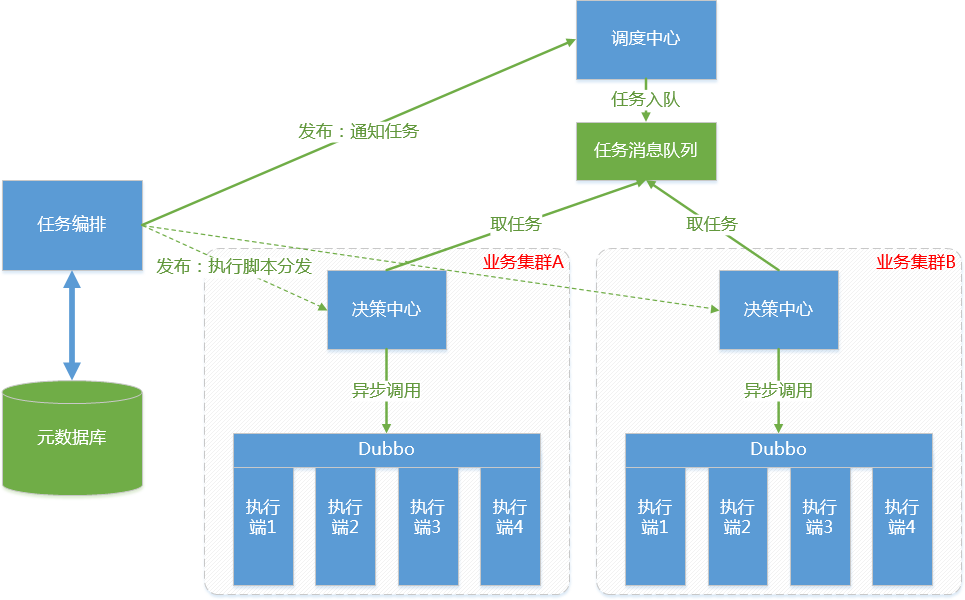 调度中心
任务入队
发布：通知任务
任务消息队列
任务编排
取任务
取任务
发布：执行脚本分发
业务集群A
业务集群B
决策中心
决策中心
异步调用
异步调用
元数据库
Dubbo
Dubbo
执行
端1
执行
端2
执行
端3
执行
端4
执行
端1
执行
端2
执行
端3
执行
端4